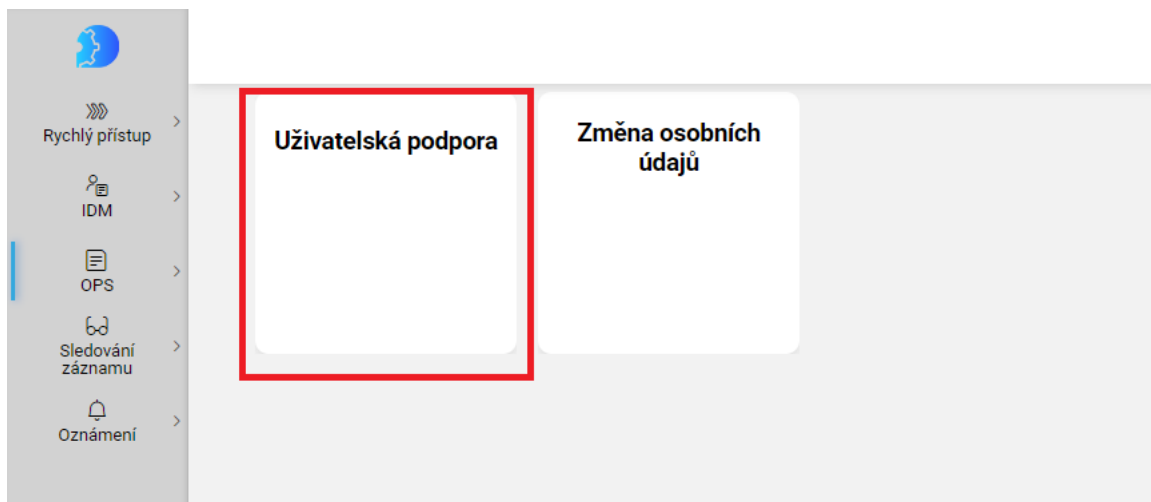 Rychlý přístup
IDM
OPS
Sledování
záznamu
Oznámení
Uživatelská podpora
Změna osobních
údajů